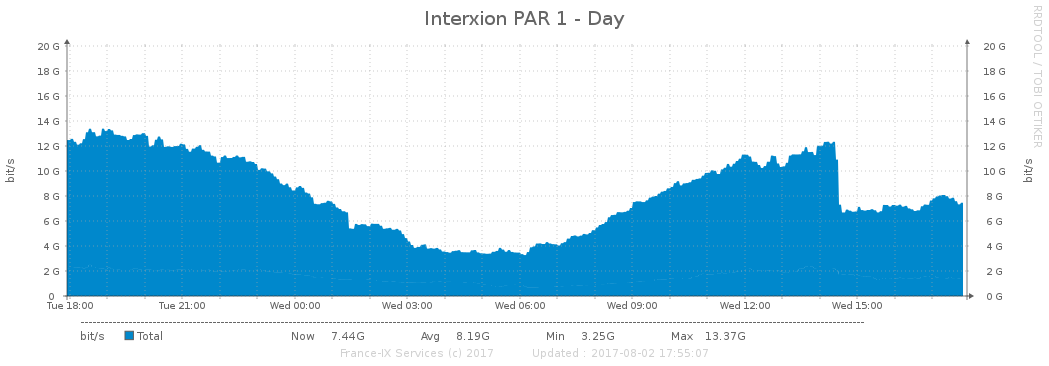 Interxion PAR 1 - Day
RRDTOOL / TOBI OETIKER
bit/s
20 G 20 G
18 G 18 G
16 G 16 G
14 G 14 G
12 G 12 G
10 G 10 G
8 G 8 G
6 G 6 G
4 G 4 G
2 G 2 G
0 0 G
bit/s
Tue 18:00 Tue 21:00 Wed 00:00 Wed 03:00 Wed 06:00 Wed 09:00 Wed 12:00 Wed 15:00
bit/s Total Now 7.44G Avg 8.19G Min 3.25G Max 13.37G
France-IX Services (c) 2017 Updated : 2017-08-02 17:55:07